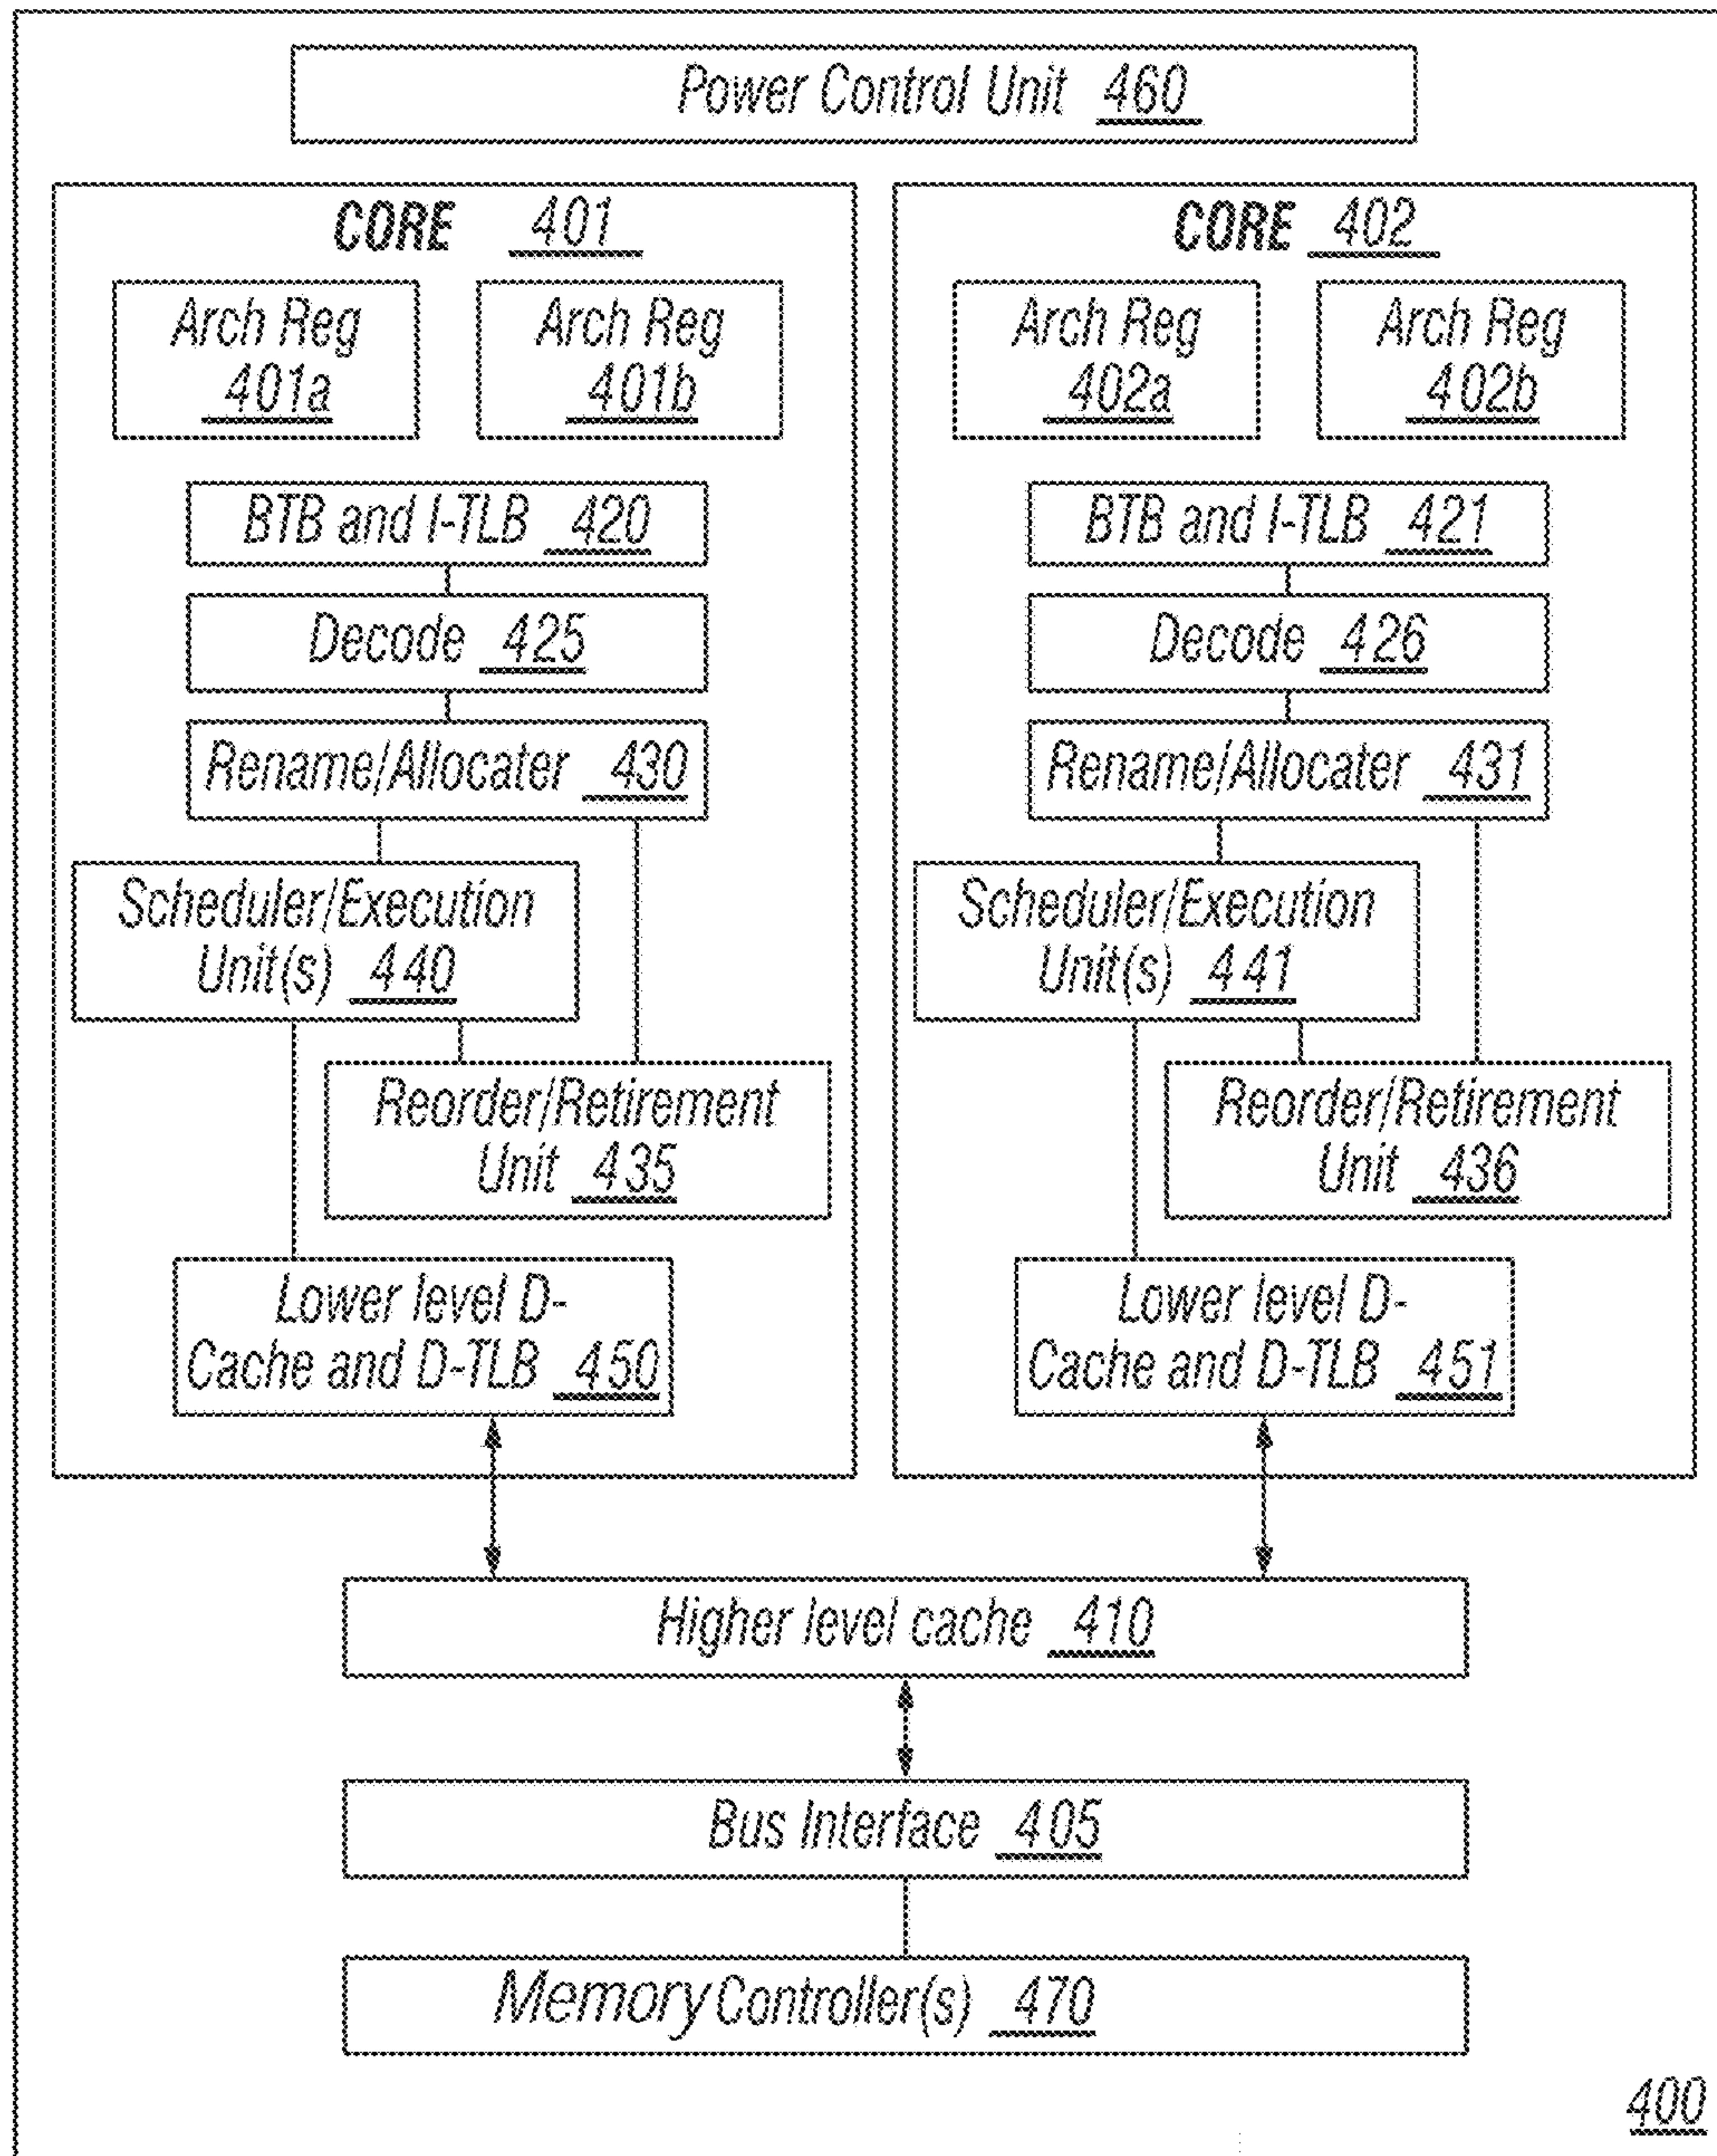 Power Control Unit 460
CORE 401
Arch Reg
401a
Arch Reg
401b
BTB and I-TLB 420
Decode 425
Rename/Allocater 430
Scheduler/Execution
Unit(s) 440
Reorder/Retirement
Unit 435
Lower level D-
Cache and D-TLB 450
CORE 402
Arch Reg
402a
Arch Reg
402b
BTB and I-TLB 421
Decode 426
Rename/Allocater 431
Scheduler/Execution
Unit(s) 441
Reorder/Retirement
Unit 436
Lower level D-
Cache and D-TLB 451
Higher level cache 410
Bus Interface 405
Memory Controller(s) 470
400